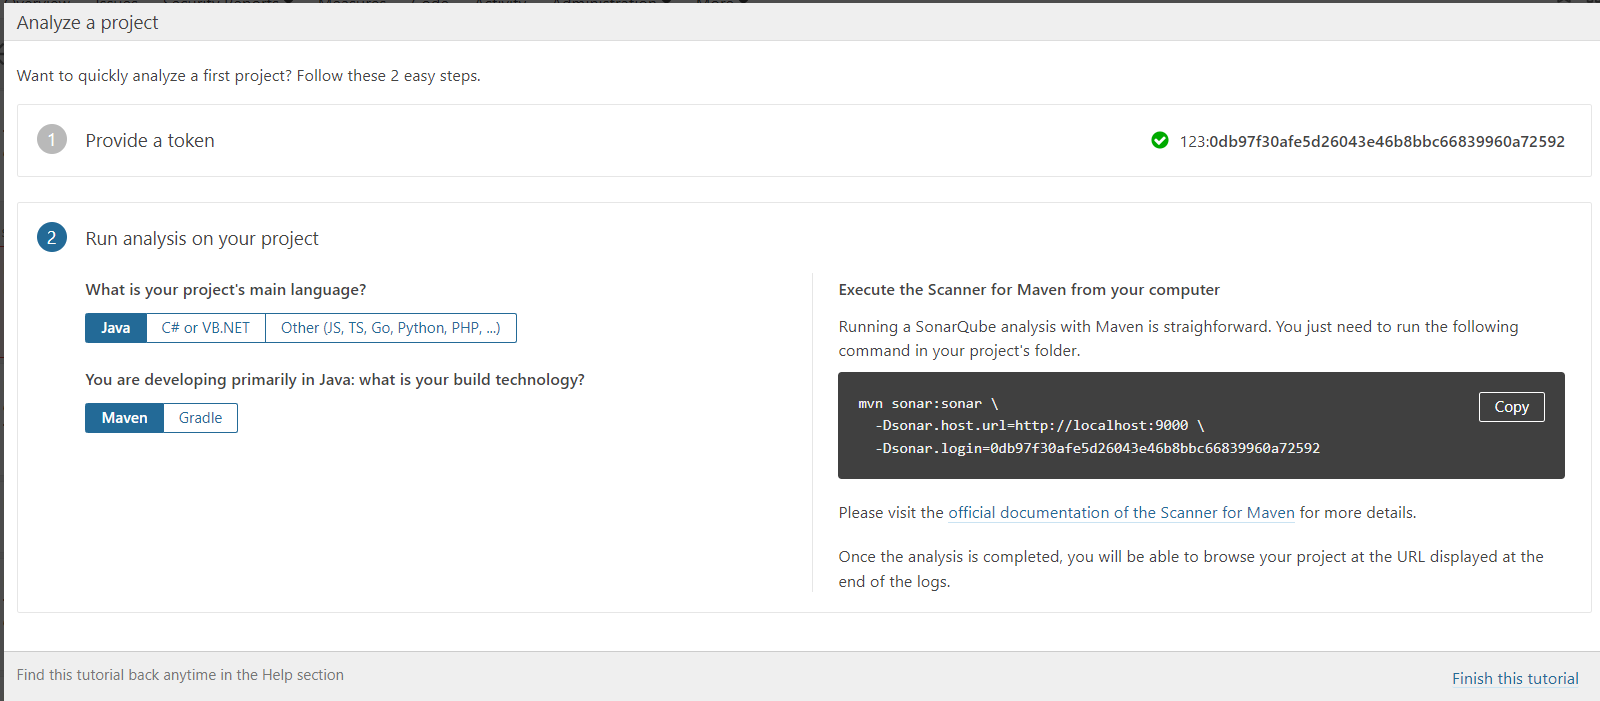 Analyze a project
Want to quickly analyze a first project? Follow these 2 easy steps.
1 Provide a token
123:0db97f30afe5d26043e46b8bbc66839960a72592
2 Run analysis on your project
What is your project's main language?
Java C# or VB.NET Other (JS, TS, Go, Python, PHP, ...)
You are developing primarily in Java: what is your build technology?
Maven Gradle
Execute the Scanner for Maven from your computer
Running a SonarQube analysis with Maven is straighforward. You just need to run the following
command in your project's folder.
Copy
mvn sonar:sonar \
-Dsonar.host.url=http://localhost:9000 \
-Dsonar.login=0db97f30afe5d26043e46b8bbc66839960a72592
Please visit the official documentation of the Scanner for Maven for more details.
Once the analysis is completed, you will be able to browse your project at the URL displayed at the
end of the logs.
Find this tutorial back anytime in the Help section
Finish this tutorial